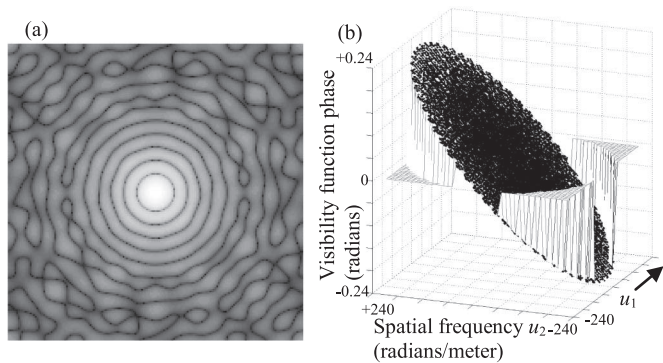 (a)
(b)
+0.24
0
-0.24
Visibility function phase
(radians)
+240
Spatial frequency u2
-240
(radians/meter)
-240
u1